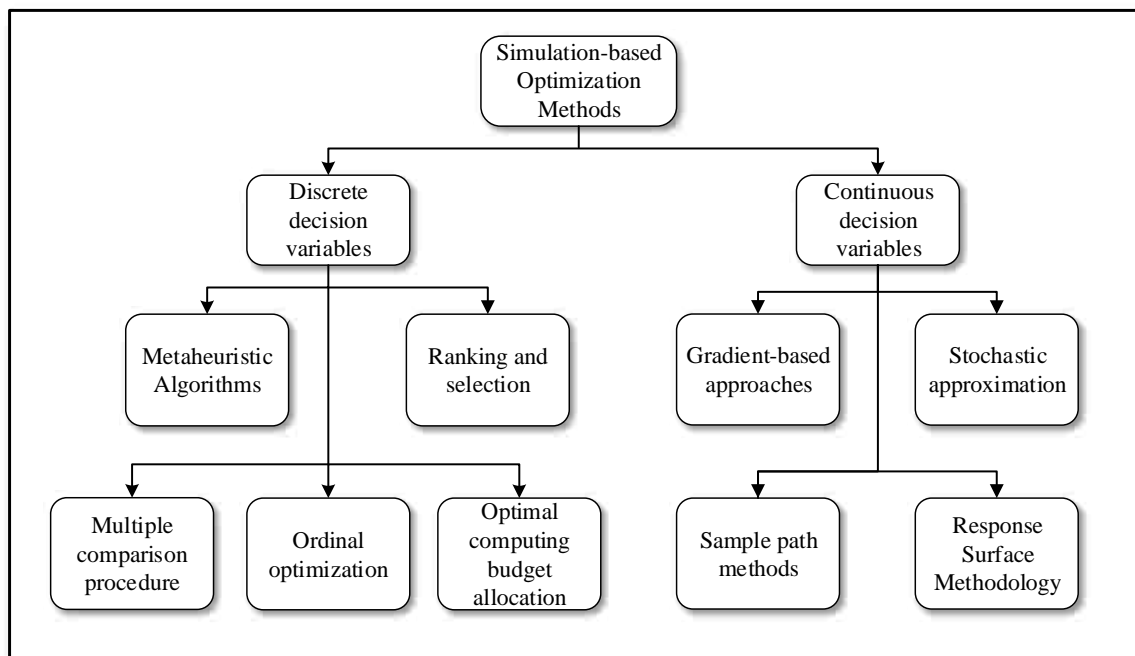 Simulation-based
Optimization
Methods
Discrete
decision
variables
Continuous
decision
variables
Metaheuristic
Algorithms
Ranking and
selection
Gradient-based
approaches
Stochastic
approximation
Multiple
comparison
procedure
Ordinal
optimization
Optimal
computing
budget
allocation
Sample path
methods
Response
Surface
Methodology